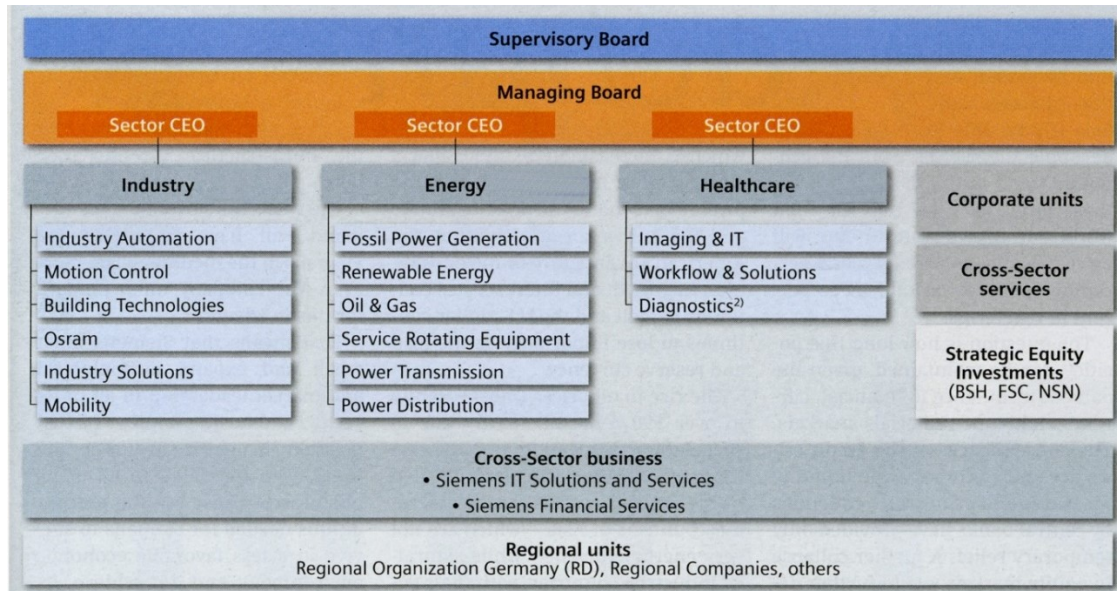 Supervisory Board
Managing Board
Sector CEO
Sector CEO
Sector CEO
Industry
Industry Automation
Motion Control
Building Technologies
Osram
Industry Solutions
Mobility
Energy
Fossil Power Generation
Renewable Energy
Oil & Gas
Service Rotating Equipment
Power Transmission
Power Distribution
Healthcare
Imaging & IT
Workflow & Solutions
Diagnostics²⁾
Corporate units
Cross-Sector
services
Strategic Equity
Investments
(BSH, FSC, NSN)
Cross-Sector business
• Siemens IT Solutions and Services
• Siemens Financial Services
Regional units
Regional Organization Germany (RD), Regional Companies, others